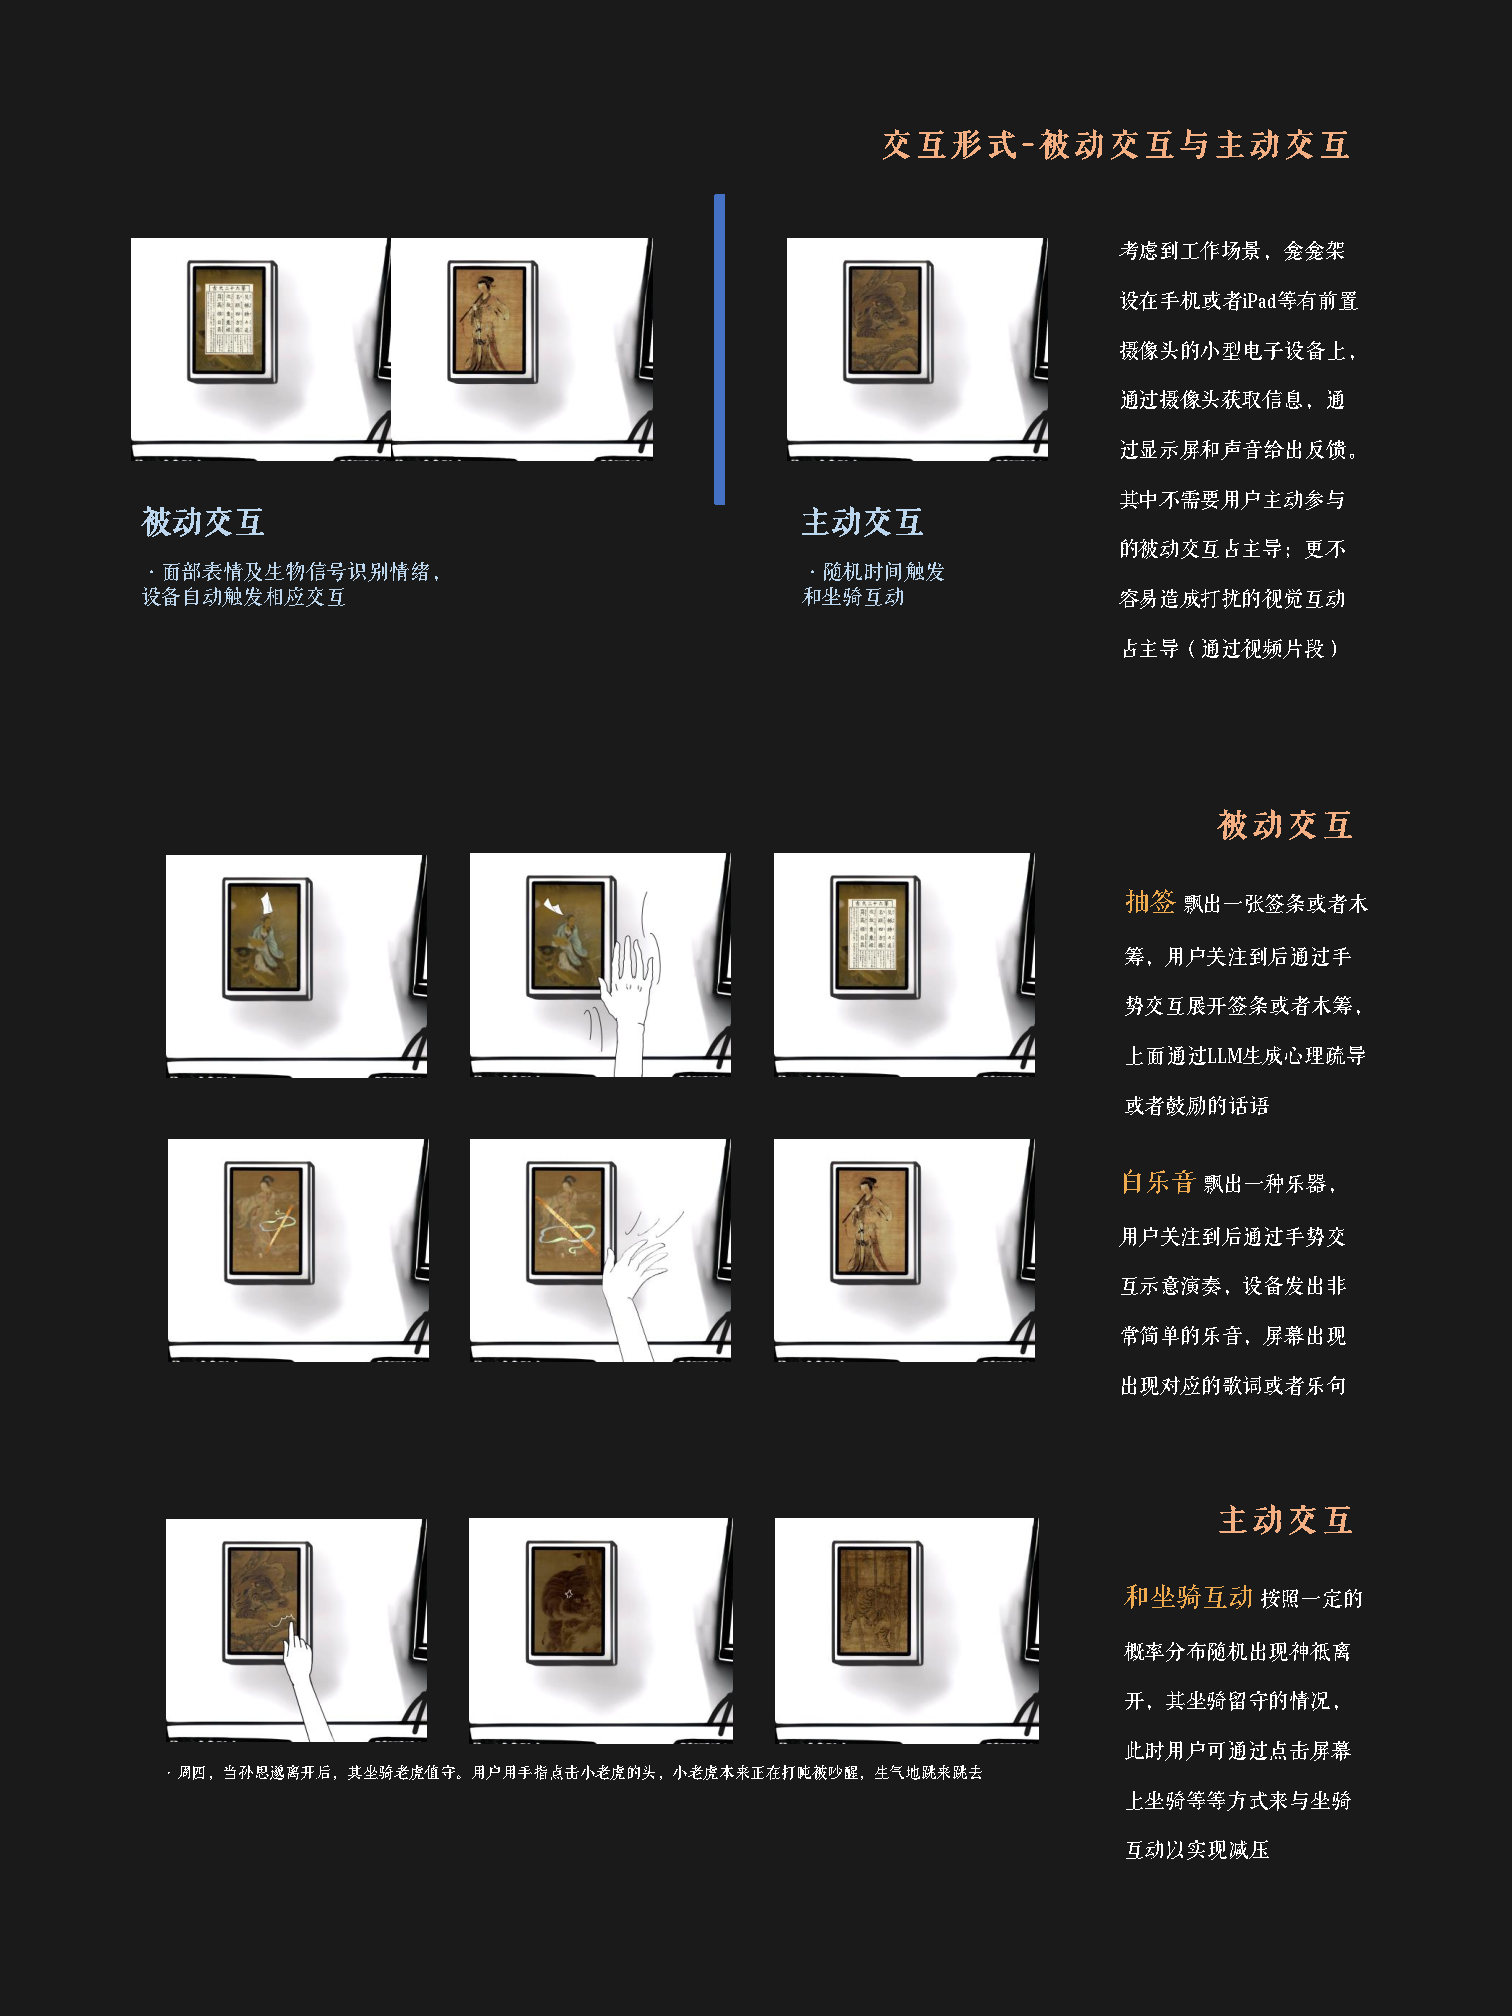 交互形式-被动交互与主动交互
考虑到工作场景，龛龛架
设在手机或者iPad等有前置
摄像头的小型电子设备上，
通过摄像头获取信息，通
过显示屏和声音给出反馈。
其中不需要用户主动参与
的被动交互占主导；更不
容易造成打扰的视觉互动
占主导（通过视频片段）
被动交互
·面部表情及生物信号识别情绪，
设备自动触发相应交互
主动交互
·随机时间触发
和坐骑互动
被动交互
抽签 飘出一张签条或者木
筹，用户关注到后通过手
势交互展开签条或者木筹，
上面通过LLM生成心理疏导
或者鼓励的话语
白乐音 飘出一种乐器，
用户关注到后通过手势交
互示意演奏，设备发出非
常简单的乐音，屏幕出现
出现对应的歌词或者乐句
主动交互
和坐骑互动 按照一定的
概率分布随机出现神祇离
开，其坐骑留守的情况，
此时用户可通过点击屏幕
上坐骑等等方式来与坐骑
互动以实现减压
·周四，当孙思邈离开后，其坐骑老虎值守。用户用手指点击小老虎的头，小老虎本来正在打盹被吵醒，生气地跳来跳去